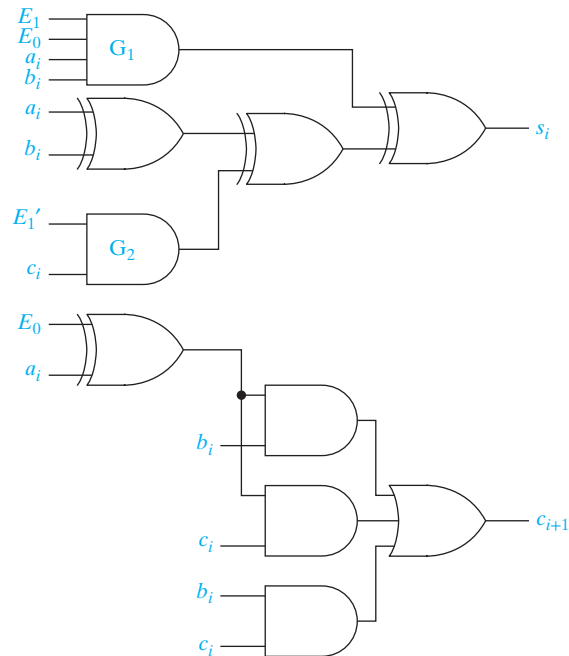 E₁
E₀
G₁
aᵢ
bᵢ
aᵢ
sᵢ
bᵢ
E₁′
G₂
cᵢ
E₀
aᵢ
bᵢ
cᵢ₊₁
cᵢ
bᵢ
cᵢ